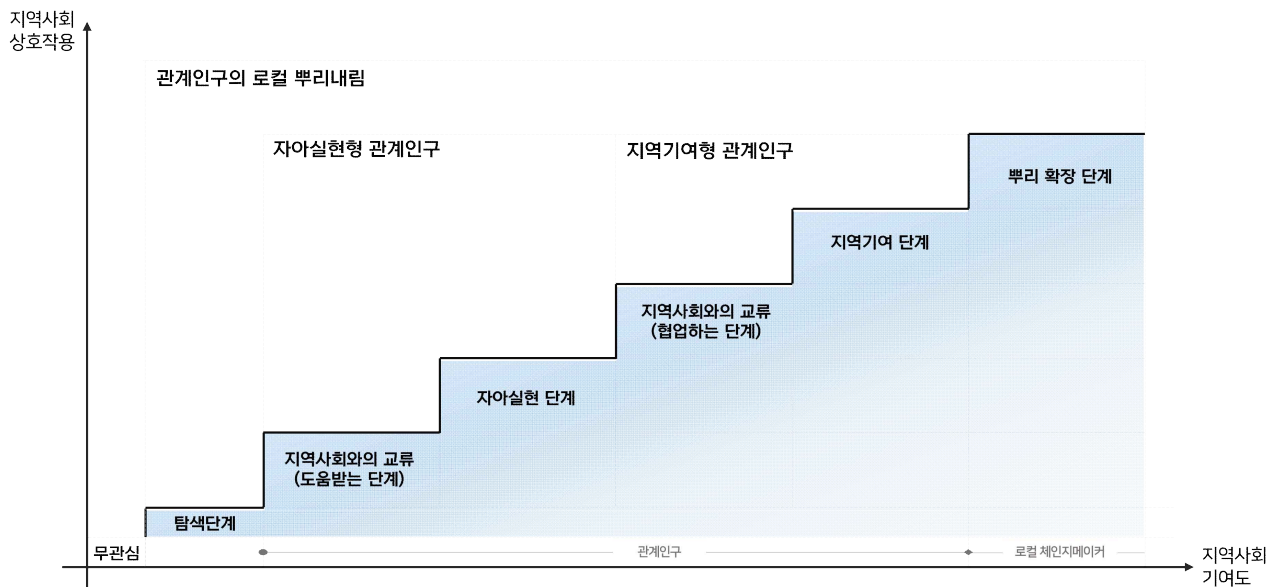 지역사회
상호작용
관계인구의 로컬 뿌리내림
자아실현형 관계인구
지역기여형 관계인구
뿌리 확장 단계
지역기여 단계
지역사회와의 교류
(협업하는 단계)
자아실현 단계
지역사회와의 교류
(도움받는 단계)
탐색단계
무관심
관계인구
로컬 체인지메이커
지역사회
기여도